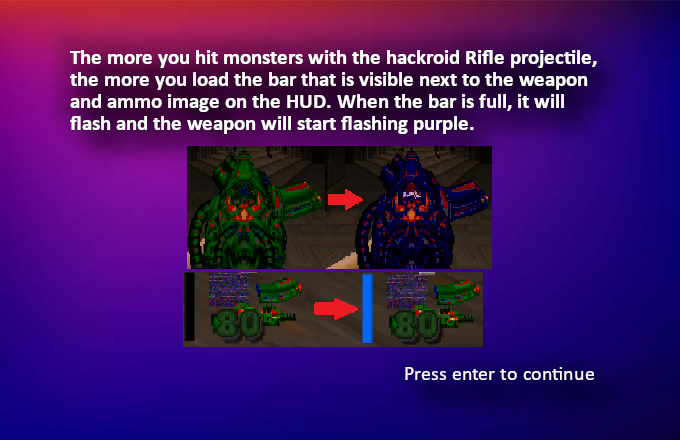 The more you hit monsters with the hackroid Rifle projectile,
the more you load the bar that is visible next to the weapon
and ammo image on the HUD. When the bar is full, it will
flash and the weapon will start flashing purple.
80
80
Press enter to continue